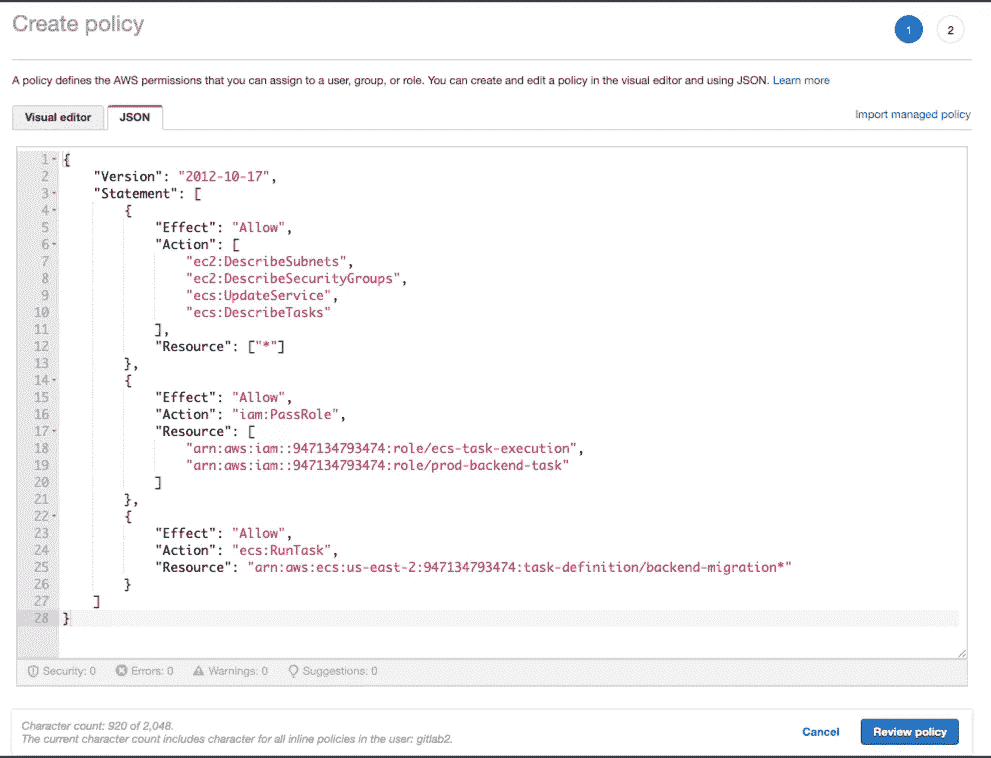 Create policy
1
2
A policy defines the AWS permissions that you can assign to a user, group, or role. You can create and edit a policy in the visual editor and using JSON. Learn more
Visual editor
JSON
Import managed policy
1 {
2 "Version": "2012-10-17",
3 "Statement": [
4 {
5 "Effect": "Allow",
6 "Action": [
7 "ec2:DescribeSubnets",
8 "ec2:DescribeSecurityGroups",
9 "ecs:UpdateService",
10 "ecs:DescribeTasks"
11 ],
12 "Resource": ["*"]
13 },
14 {
15 "Effect": "Allow",
16 "Action": "iam:PassRole",
17 "Resource": [
18 "arn:aws:iam::947134793474:role/ecs-task-execution",
19 "arn:aws:iam::947134793474:role/prod-backend-task"
20 ]
21 },
22 {
23 "Effect": "Allow",
24 "Action": "ecs:RunTask",
25 "Resource": "arn:aws:ecs:us-east-2:947134793474:task-definition/backend-migration*"
26 }
27 ]
28 }
Security: 0 Errors: 0 Warnings: 0 Suggestions: 0
Character count: 920 of 2,048.
The current character count includes character for all inline policies in the user: gitlab2.
Cancel
Review policy